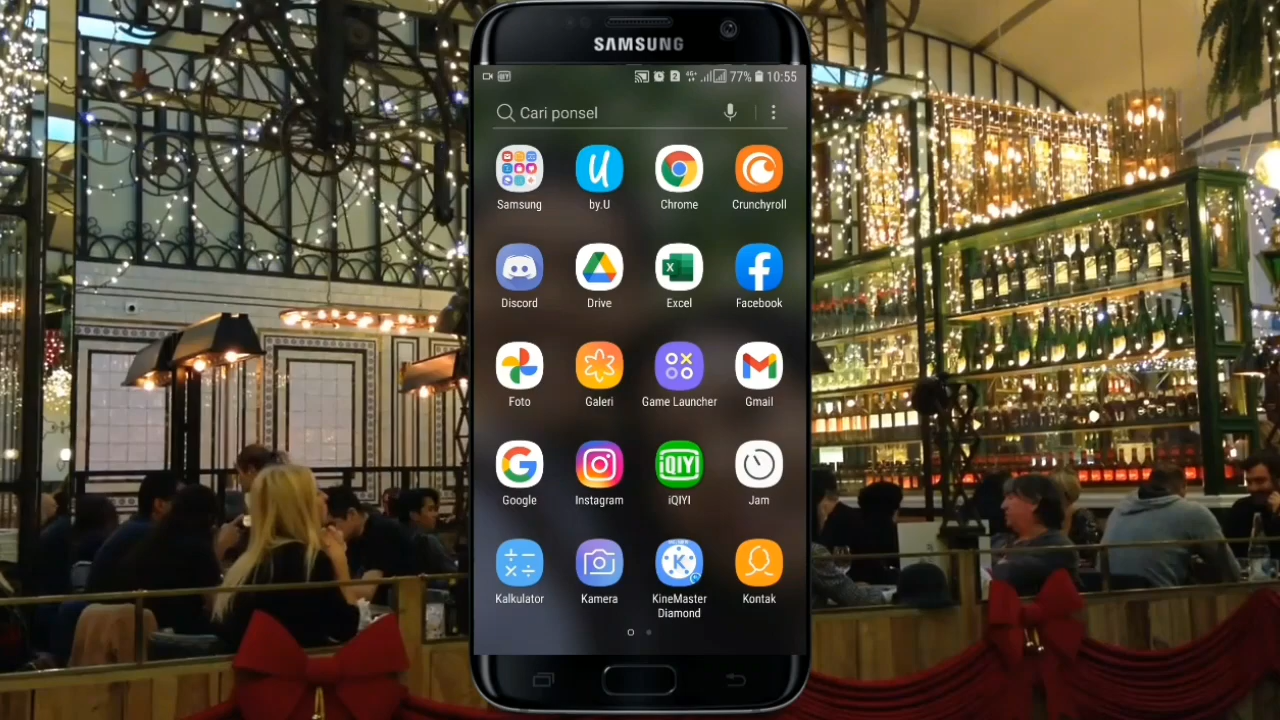 SAMSUNG
77% 10:55
Cari ponsel
Samsung
by.U
Chrome
Crunchyroll
Discord
Drive
Excel
Facebook
Foto
Galeri
Game Launcher
Gmail
Google
Instagram
iQIYI
iQIYI
Jam
Kalkulator
Kamera
KineMaster
Diamond
Kontak